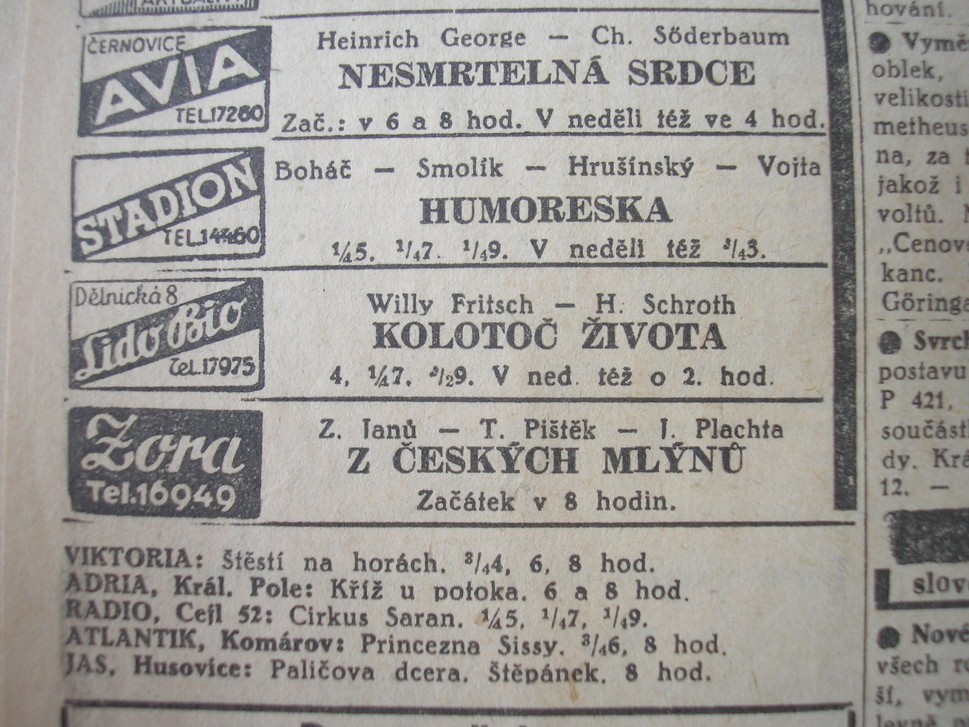 ČERNOVICE
AVIA
TEL.17260
Heinrich George — Ch. Söderbaum
NESMRTELNÁ SRDCE
Zač.: v 6 a 8 hod. V neděli též ve 4 hod.
STADION
TEL.14460
Boháč — Smolík — Hrušínský — Vojta
HUMORESKA
¼5, ¼7, ¼9. V neděli též ¾3.
Dělnická 8
Lido Bio
Tel.17975
Willy Fritsch — H. Schroth
KOLOTOČ ŽIVOTA
4, ¼7, ½9. V ned. též o 2. hod.
Zora
Tel.16949
Z. Janů — T. Pištěk — J. Plachta
Z ČESKÝCH MLÝNŮ
Začátek v 8 hodin.
VIKTORIA: Štěstí na horách. ¾4, 6, 8 hod.
ADRIA, Král. Pole: Kříž u potoka. 6 a 8 hod.
RADIO, Cejl 52: Cirkus Saran. ¼5, ¼7, ¼9.
ATLANTIK, Komárov: Princezna Sissy. ¾6, 8 hod.
JAS, Husovice: Paličova dcera. Štěpánek. 8 hod.
hování.
● Vymě
oblek,
velikosti
metheus
na, za
jakož i
voltů.
„Cenov
kanc.
Göringa
● Svrch
postavu
P 421,
součást
dy. Krá
12. —
slov
● Nové
všech r
ší, vym